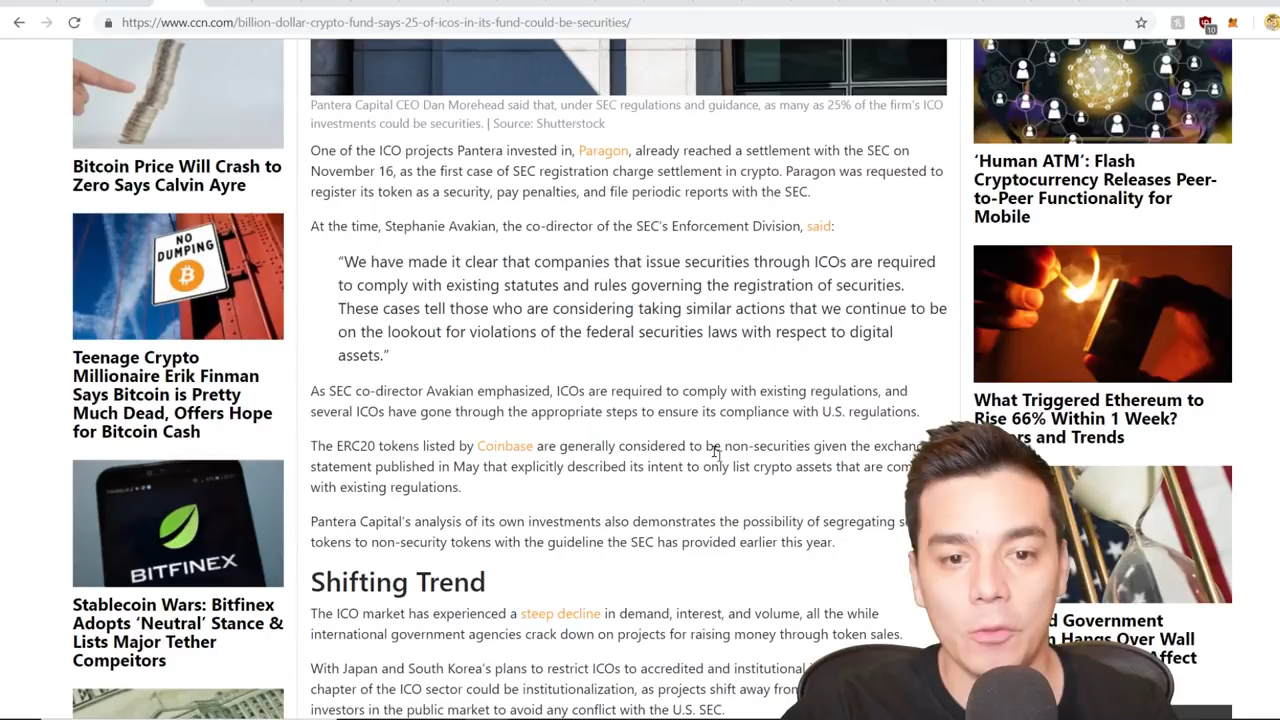 https://www.ccn.com/billion-dollar-crypto-fund-says-25-of-icos-in-its-fund-could-be-securities/
10
Bitcoin Price Will Crash to
Zero Says Calvin Ayre
NO
DUMPING
Teenage Crypto
Millionaire Erik Finman
Says Bitcoin is Pretty
Much Dead, Offers Hope
for Bitcoin Cash
BITFINEX
Stablecoin Wars: Bitfinex
Adopts ‘Neutral’ Stance &
Lists Major Tether
Compeitors
Pantera Capital CEO Dan Morehead said that, under SEC regulations and guidance, as many as 25% of the firm's ICO
investments could be securities. | Source: Shutterstock
One of the ICO projects Pantera invested in, Paragon, already reached a settlement with the SEC on
November 16, as the first case of SEC registration charge settlement in crypto. Paragon was requested to
register its token as a security, pay penalties, and file periodic reports with the SEC.
At the time, Stephanie Avakian, the co-director of the SEC's Enforcement Division, said:
“We have made it clear that companies that issue securities through ICOs are required
to comply with existing statutes and rules governing the registration of securities.
These cases tell those who are considering taking similar actions that we continue to be
on the lookout for violations of the federal securities laws with respect to digital
assets.”
As SEC co-director Avakian emphasized, ICOs are required to comply with existing regulations, and
several ICOs have gone through the appropriate steps to ensure its compliance with U.S. regulations.
The ERC20 tokens listed by Coinbase are generally considered to be non-securities given the
statement published in May that explicitly described its intent to only list crypto assets that are
with existing regulations.
Pantera Capital's analysis of its own investments also demonstrates the possibility of segregating
tokens to non-security tokens with the guideline the SEC has provided earlier this year.
Shifting Trend
The ICO market has experienced a steep decline in demand, interest, and volume, all the while
international government agencies crack down on projects for raising money through token sales.
With Japan and South Korea's plans to restrict ICOs to accredited and institutional
chapter of the ICO sector could be institutionalization, as projects shift away from
investors in the public market to avoid any conflict with the U.S. SEC.
‘Human ATM’: Flash
Cryptocurrency Releases Peer-
to-Peer Functionality for
Mobile
What Triggered Ethereum to
Rise 66% Within 1 Week?
and Trends
Government
Hangs Over Wall
Affect